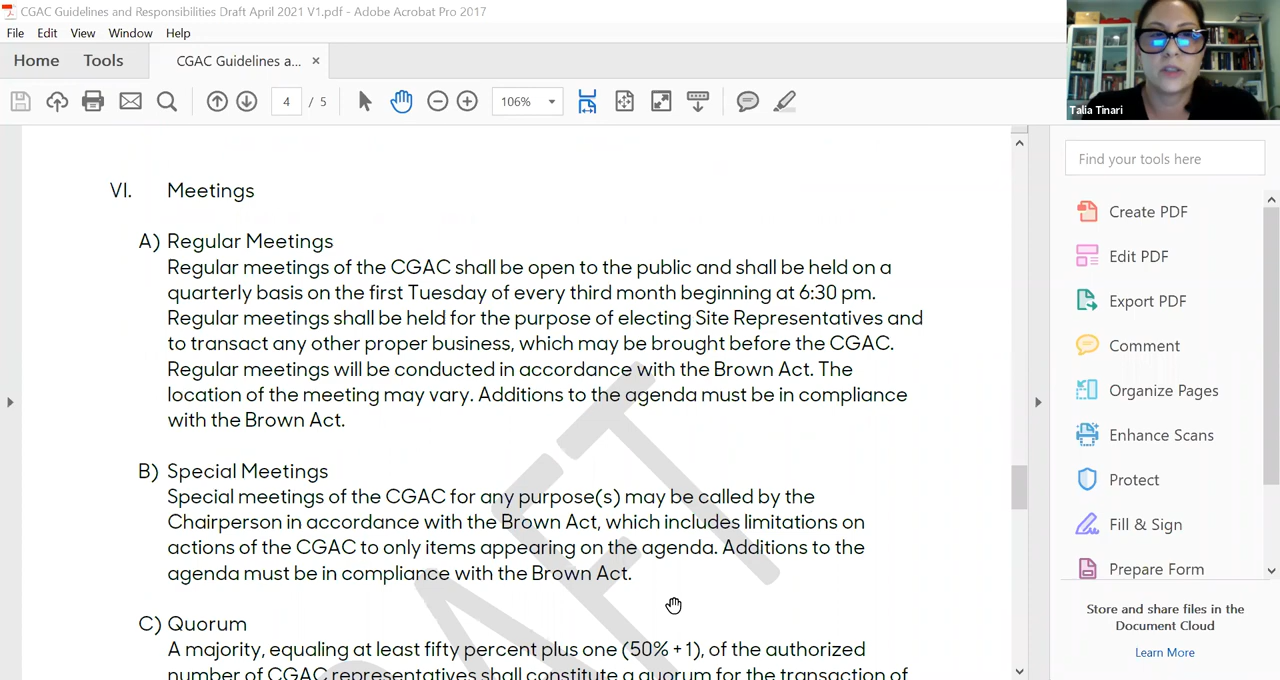 CGAC Guidelines and Responsibilities Draft April 2021 V1.pdf - Adobe Acrobat Pro 2017
File Edit View Window Help
Home Tools CGAC Guidelines a... ×
4 / 5 106%
Talia Tinari
VI. Meetings
A) Regular Meetings
Regular meetings of the CGAC shall be open to the public and shall be held on a
quarterly basis on the first Tuesday of every third month beginning at 6:30 pm.
Regular meetings shall be held for the purpose of electing Site Representatives and
to transact any other proper business, which may be brought before the CGAC.
Regular meetings will be conducted in accordance with the Brown Act. The
location of the meeting may vary. Additions to the agenda must be in compliance
with the Brown Act.
B) Special Meetings
Special meetings of the CGAC for any purpose(s) may be called by the
Chairperson in accordance with the Brown Act, which includes limitations on
actions of the CGAC to only items appearing on the agenda. Additions to the
agenda must be in compliance with the Brown Act.
C) Quorum
A majority, equaling at least fifty percent plus one (50% + 1), of the authorized
number of CGAC representatives shall constitute a quorum for the transaction of
DRAFT
Find your tools here
Create PDF
Edit PDF
Export PDF
Comment
Organize Pages
Enhance Scans
Protect
Fill & Sign
Prepare Form
Store and share files in the
Document Cloud
Learn More